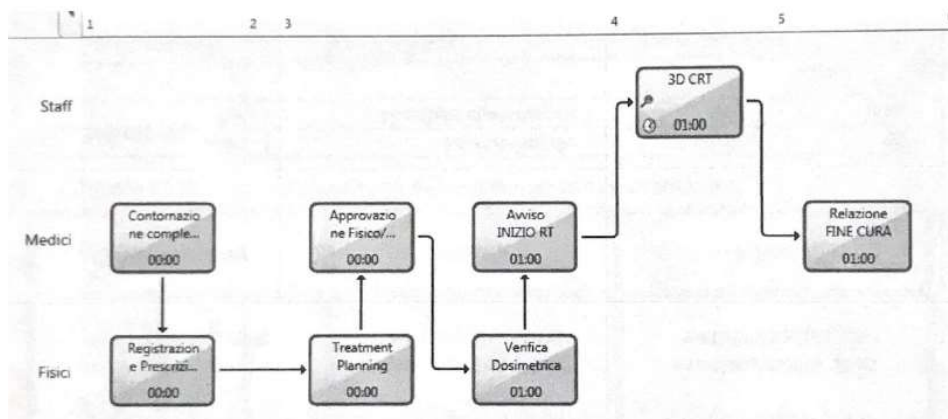 1 2 3 4 5
3D CRT
Staff
01:00
Contornazio
ne comple...
Approvazio
ne Fisico/...
Avviso
INIZIO RT
Relazione
FINE CURA
Medici
00:00
00:00
01:00
01:00
Registrazion
e Prescrizi...
Treatment
Planning
Verifica
Dosimetrica
Fisici
00:00
00:00
01:00